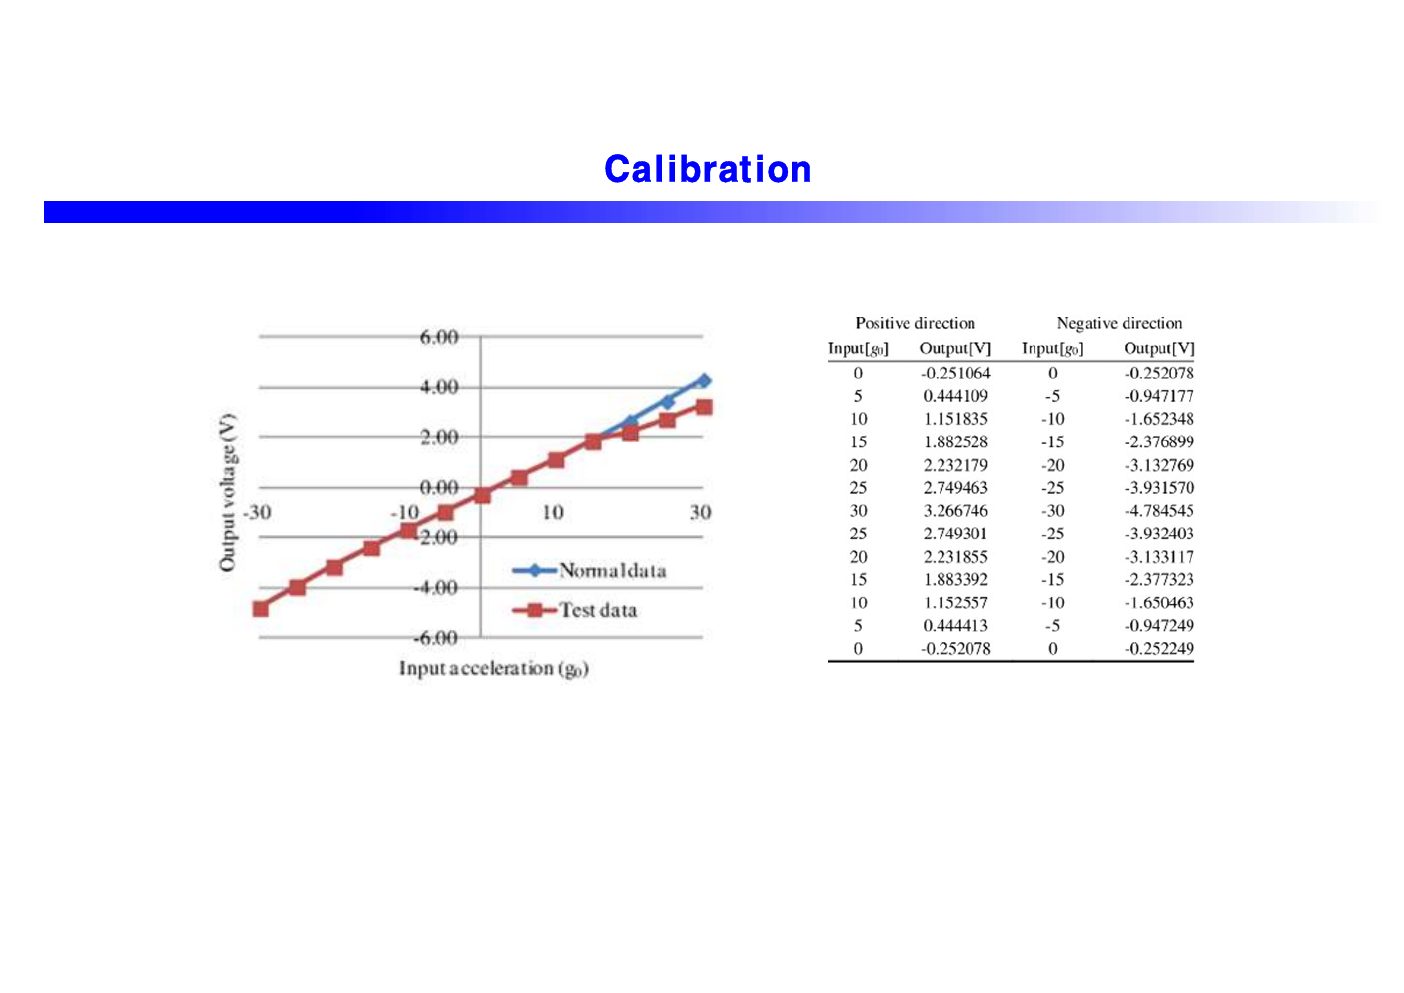 Calibration
6.00
4.00
2.00
0.00
-30 -10 10 30
-2.00
-4.00
-6.00
Output voltage (V)
Input acceleration (g₀)
Normal data
Test data
Positive direction Negative direction
Input[g₀] Output[V] Input[g₀] Output[V]
0 -0.251064 0 -0.252078
5 0.444109 -5 -0.947177
10 1.151835 -10 -1.652348
15 1.882528 -15 -2.376899
20 2.232179 -20 -3.132769
25 2.749463 -25 -3.931570
30 3.266746 -30 -4.784545
25 2.749301 -25 -3.932403
20 2.231855 -20 -3.133117
15 1.883392 -15 -2.377323
10 1.152557 -10 -1.650463
5 0.444413 -5 -0.947249
0 -0.252078 0 -0.252249